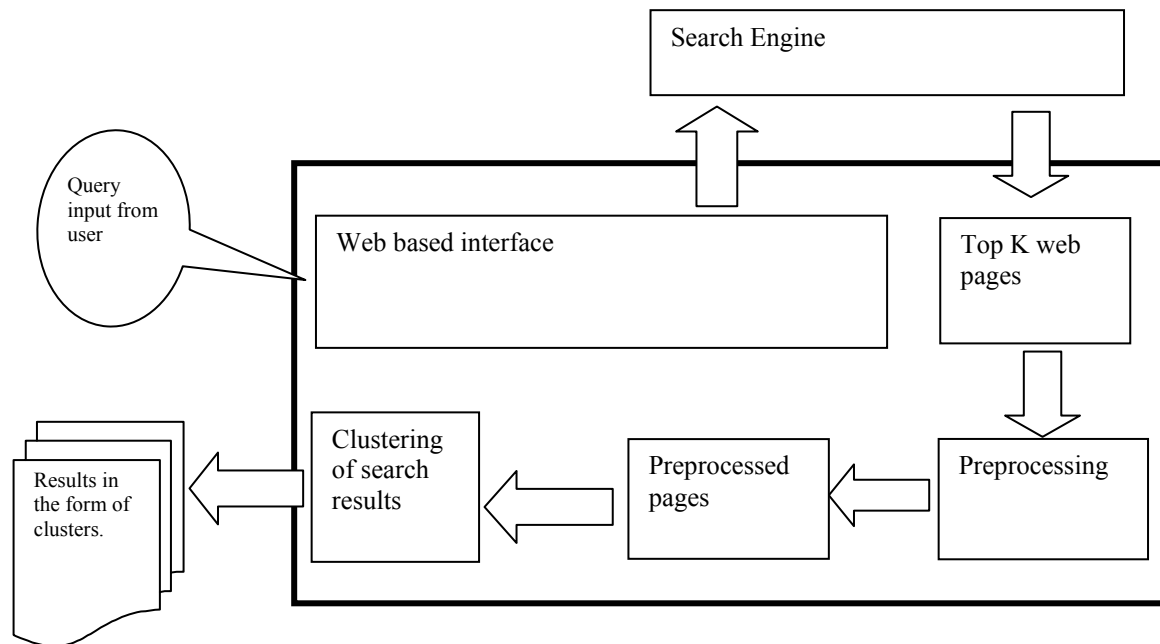 Search Engine
Query
input from
user
Web based interface
Top K web
pages
Clustering
of search
results
Preprocessed
pages
Preprocessing
Results in
the form of
clusters.